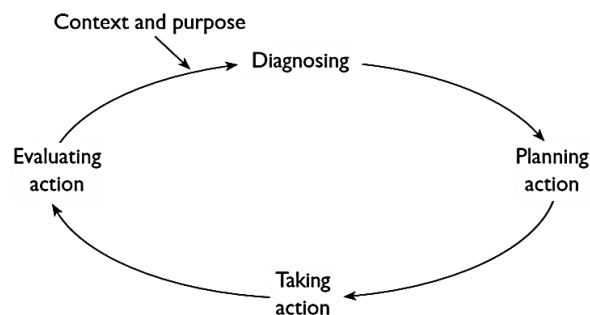 Context and purpose
Diagnosing
Planning
action
Taking
action
Evaluating
action